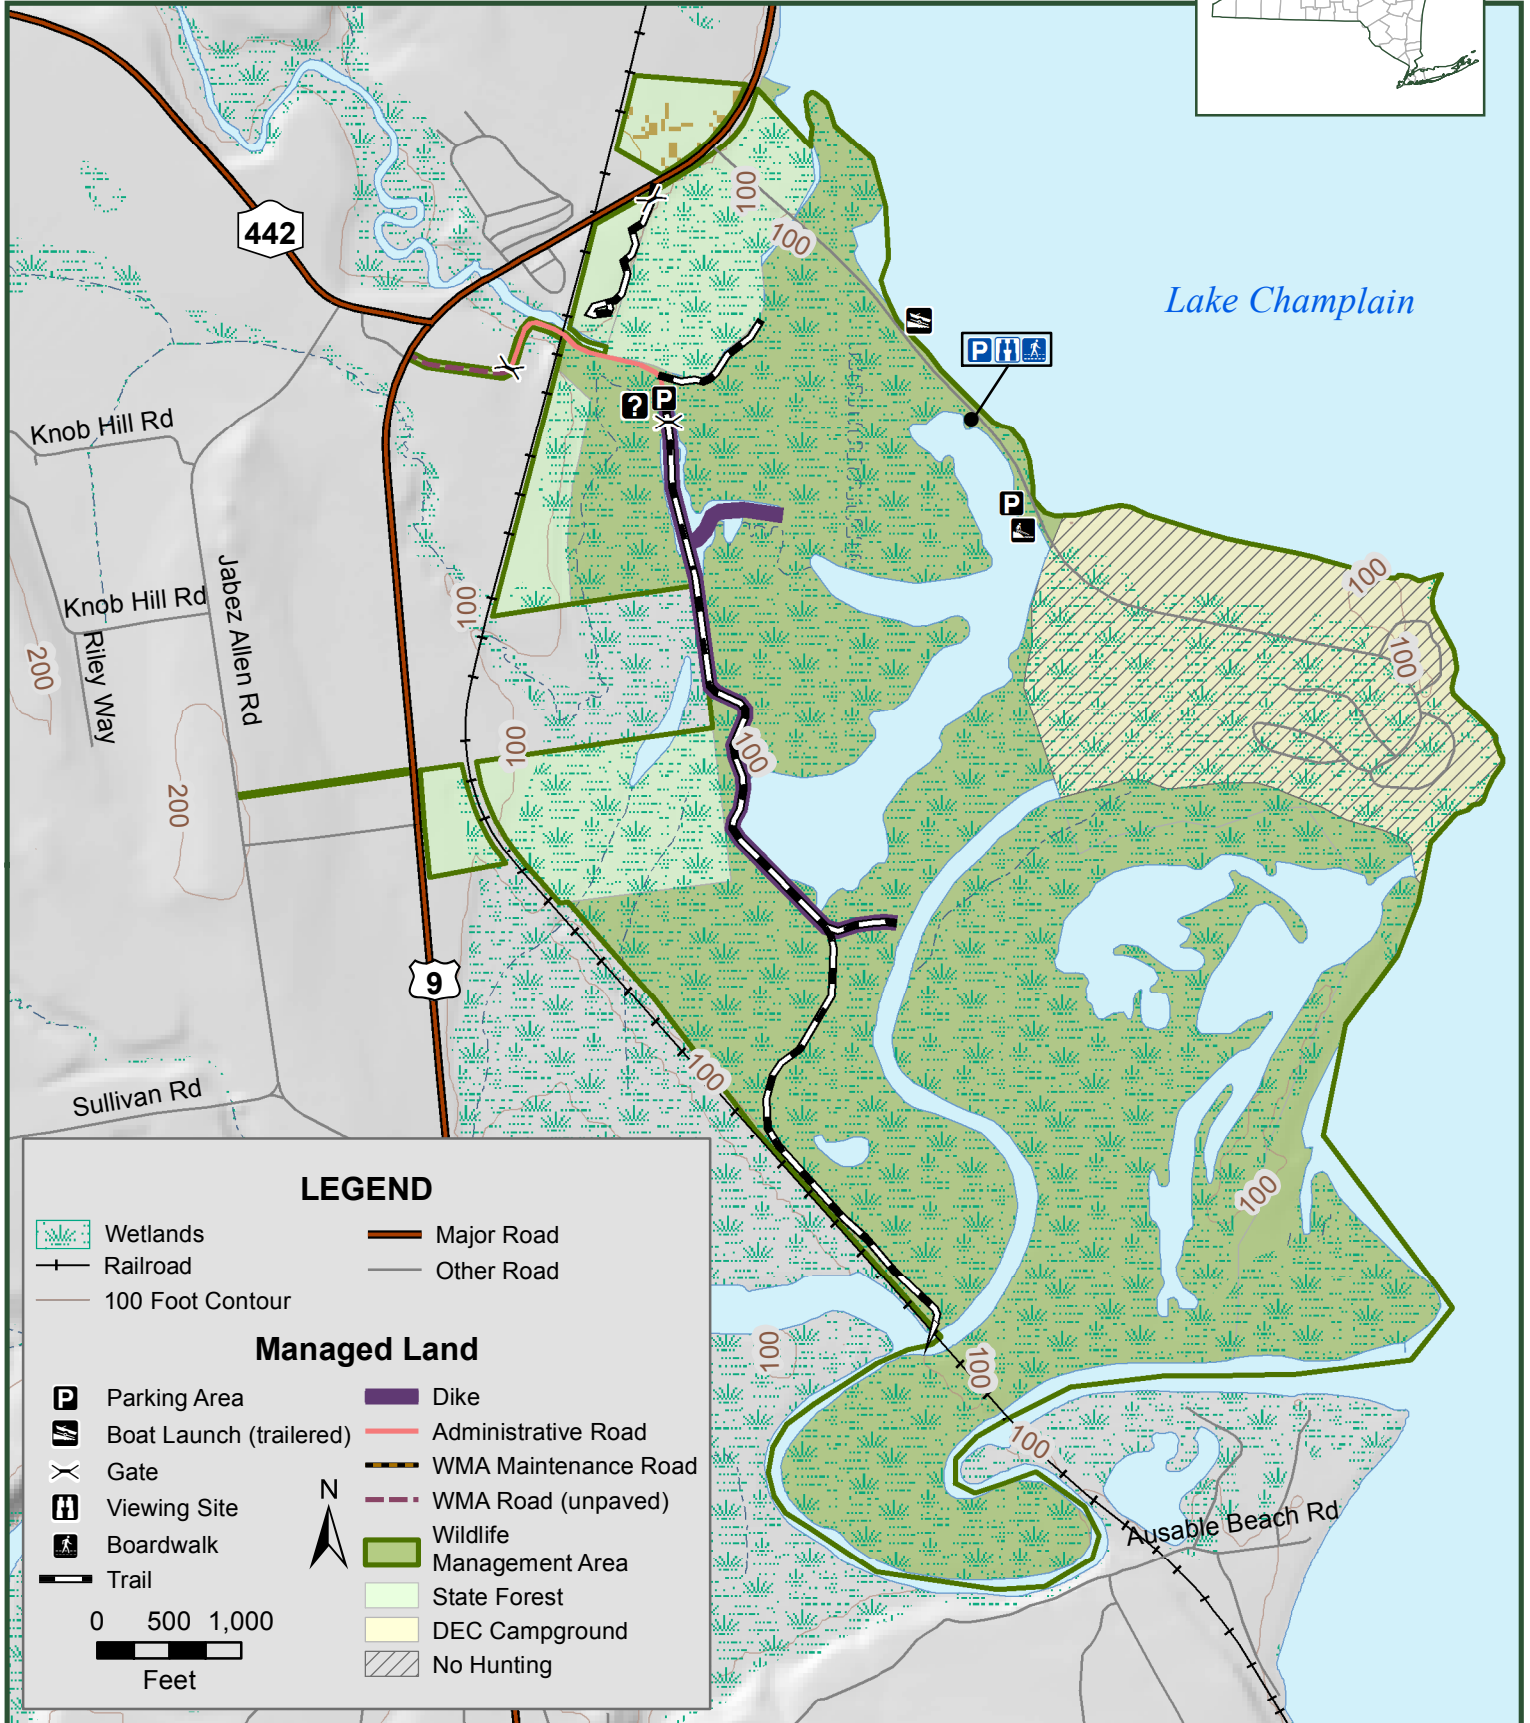 442
100
100
Lake Champlain
P
? P
Knob Hill Rd
P
100
Jabez Allen Rd
Knob Hill Rd
100
Riley Way
200
100
100
100
200
9
100
Sullivan Rd
100
100
100
100
Ausable Beach Rd
LEGEND
Wetlands
Railroad
100 Foot Contour
Major Road
Other Road
Managed Land
P Parking Area
Boat Launch (trailered)
Gate
Viewing Site
Boardwalk
Trail
Dike
Administrative Road
WMA Maintenance Road
WMA Road (unpaved)
Wildlife
Management Area
State Forest
DEC Campground
No Hunting
N
0 500 1,000
Feet